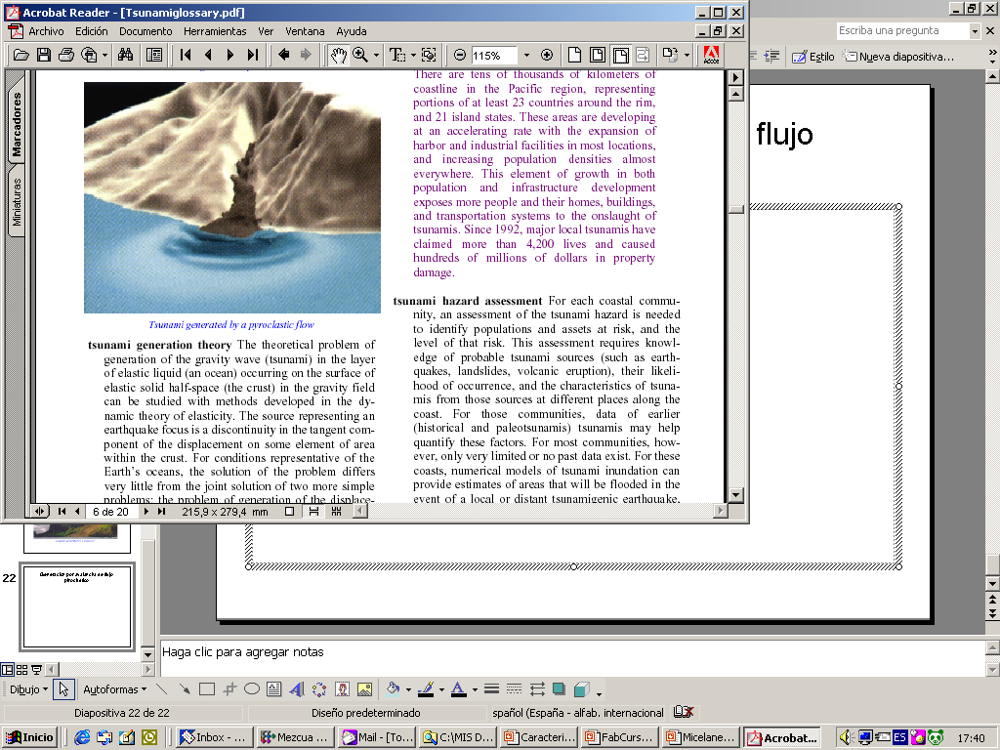 Acrobat Reader - [Tsunamiglossary.pdf]
Archivo Edición Documento Herramientas Ver Ventana Ayuda
Escriba una pregunta
115%
Adobe
Estilo Nueva diapositiva...
Marcadores
Miniaturas
Tsunami generated by a pyroclastic flow
tsunami generation theory The theoretical problem of
generation of the gravity wave (tsunami) in the layer
of elastic liquid (an ocean) occurring on the surface of
elastic solid half-space (the crust) in the gravity field
can be studied with methods developed in the dy-
namic theory of elasticity. The source representing an
earthquake focus is a discontinuity in the tangent com-
ponent of the displacement on some element of area
within the crust. For conditions representative of the
Earth's oceans, the solution of the problem differs
very little from the joint solution of two more simple
problems: the problem of generation of the displace-
There are tens of thousands of kilometers of
coastline in the Pacific region, representing
portions of at least 23 countries around the rim,
and 21 island states. These areas are developing
at an accelerating rate with the expansion of
harbor and industrial facilities in most locations,
and increasing population densities almost
everywhere. This element of growth in both
population and infrastructure development
exposes more people and their homes, buildings,
and transportation systems to the onslaught of
tsunamis. Since 1992, major local tsunamis have
claimed more than 4,200 lives and caused
hundreds of millions of dollars in property
damage.
tsunami hazard assessment For each coastal commu-
nity, an assessment of the tsunami hazard is needed
to identify populations and assets at risk, and the
level of that risk. This assessment requires knowl-
edge of probable tsunami sources (such as earth-
quakes, landslides, volcanic eruption), their likeli-
hood of occurrence, and the characteristics of tsuna-
mis from those sources at different places along the
coast. For those communities, data of earlier
(historical and paleotsunamis) tsunamis may help
quantify these factors. For most communities, how-
ever, only very limited or no past data exist. For these
coasts, numerical models of tsunami inundation can
provide estimates of areas that will be flooded in the
event of a local or distant tsunamigenic earthquake,
6 de 20 215,9 x 279,4 mm
flujo
22
Haga clic para agregar notas
Dibujo Autoformas
Diapositiva 22 de 22 Diseño predeterminado spañol (España - alfab. internacional
Inicio Inbox - ... Mezcua ... Mail - [To... C:\MIS D... Caracteri... FabCurs... Micelane... Acrobat... ES 17:40